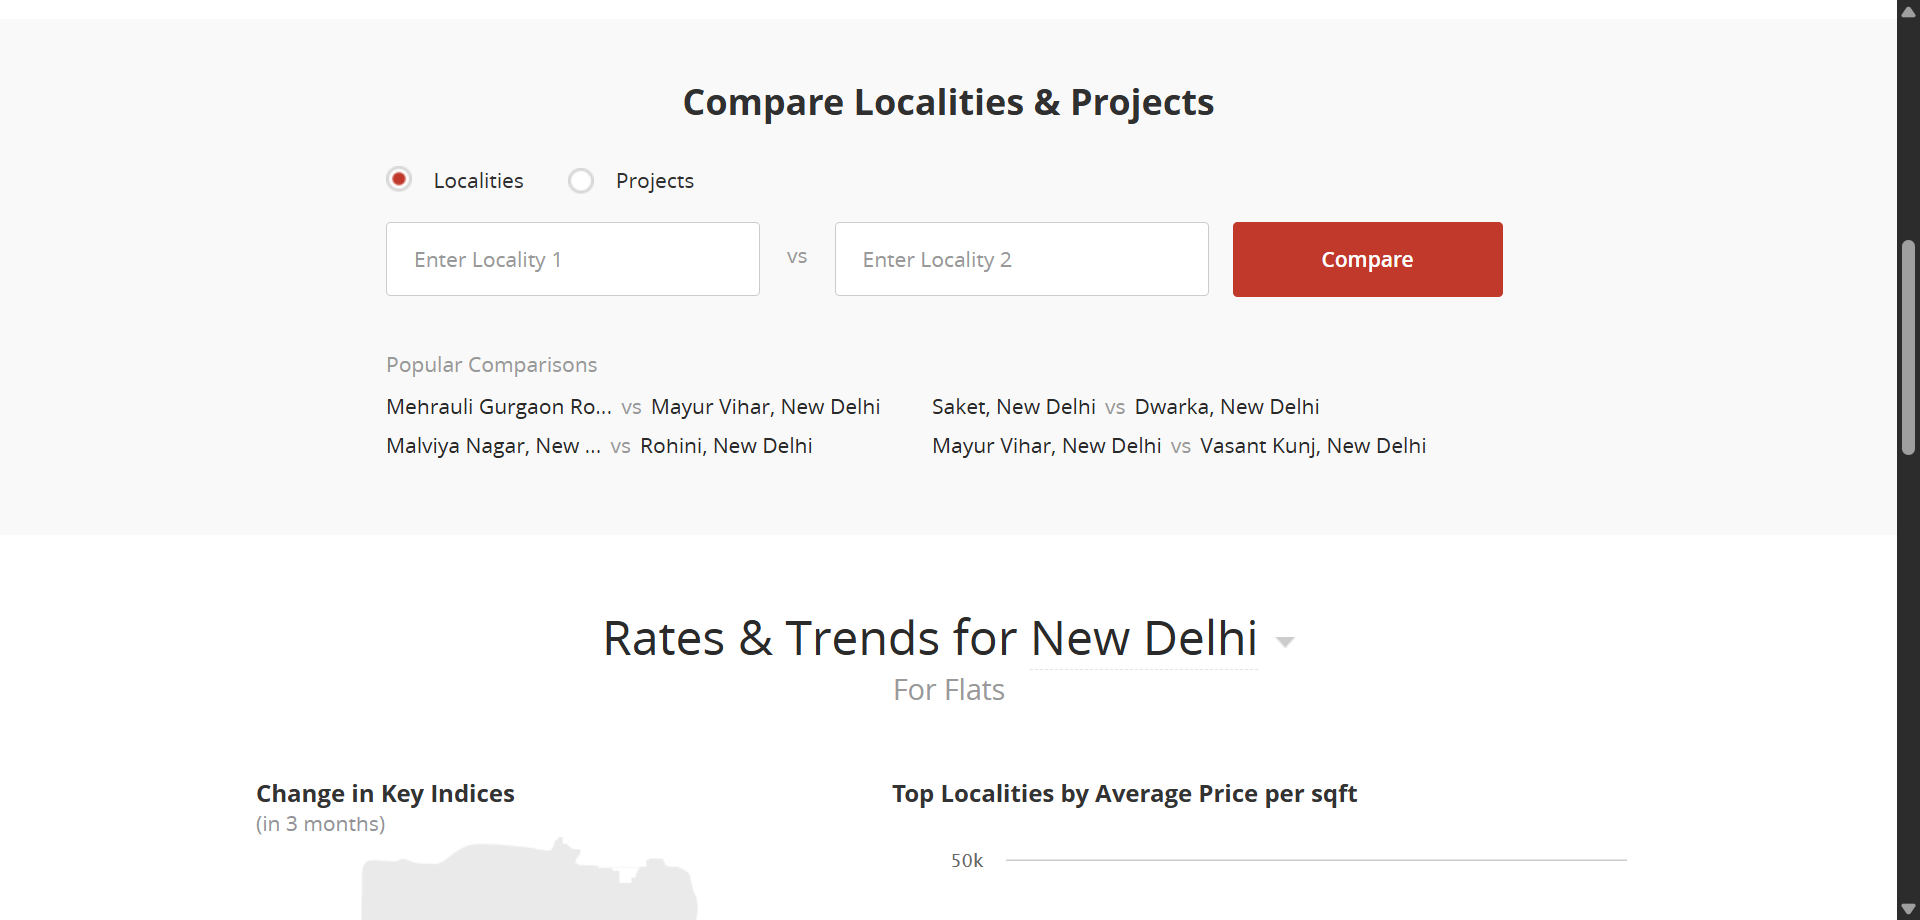 Compare Localities & Projects
Localities Projects
Enter Locality 1 vs Enter Locality 2 Compare
Popular Comparisons
Mehrauli Gurgaon Ro... vs Mayur Vihar, New Delhi Saket, New Delhi vs Dwarka, New Delhi
Malviya Nagar, New ... vs Rohini, New Delhi Mayur Vihar, New Delhi vs Vasant Kunj, New Delhi
Rates & Trends for New Delhi
For Flats
Change in Key Indices
(in 3 months)
Top Localities by Average Price per sqft
50k